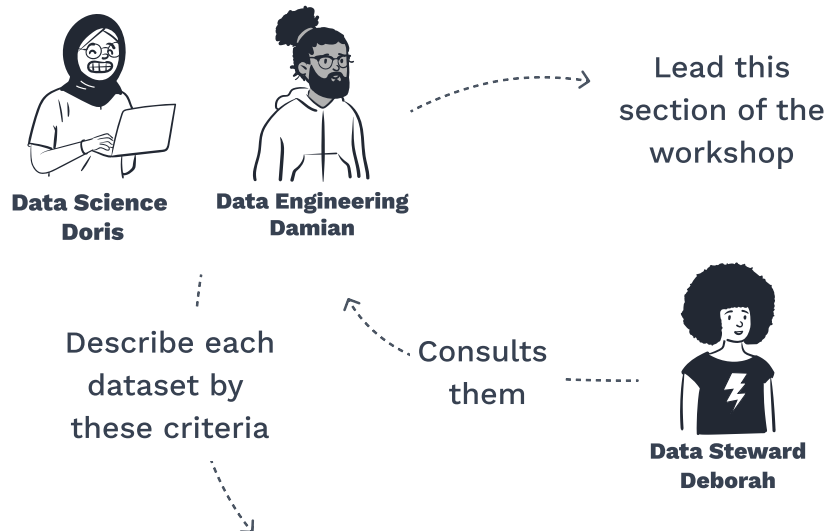 Lead this
section of the
workshop
Data Science
Doris
Data Engineering
Damian
Describe each
dataset by
these criteria
Consults
them
Data Steward
Deborah